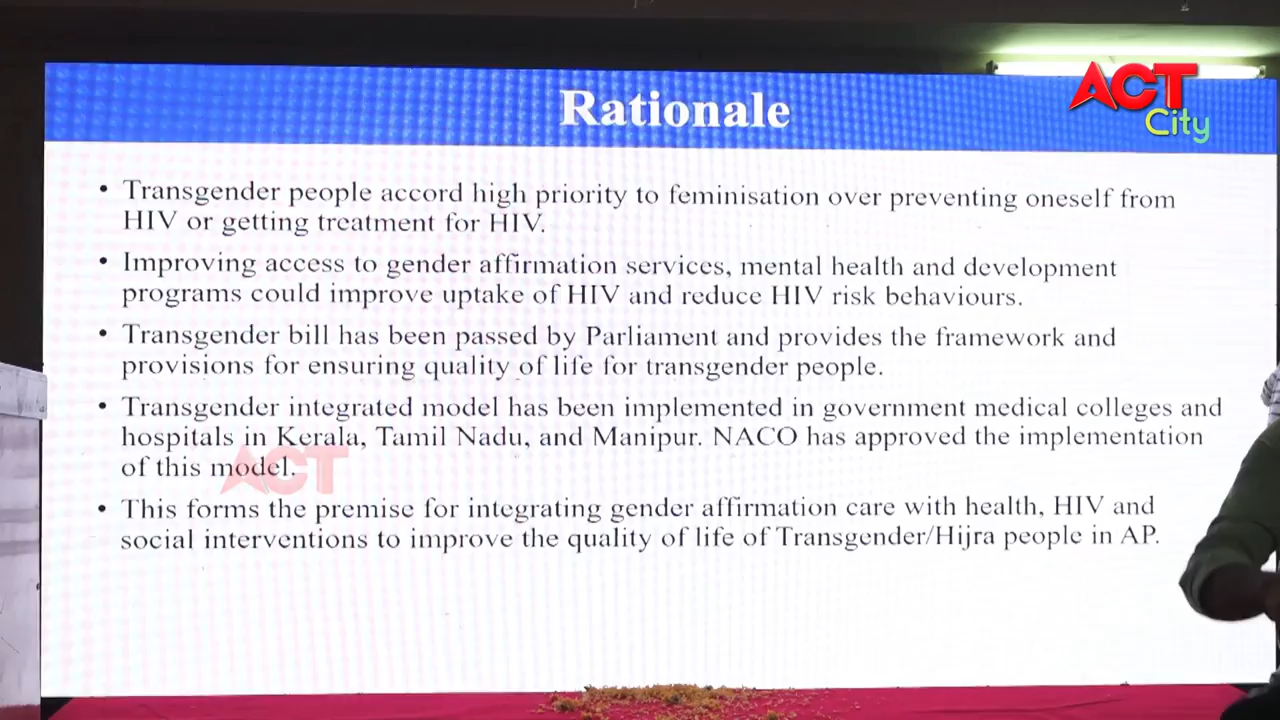 Rationale
ACT
City
• Transgender people accord high priority to feminisation over preventing oneself from
HIV or getting treatment for HIV.
• Improving access to gender affirmation services, mental health and development
programs could improve uptake of HIV and reduce HIV risk behaviours.
• Transgender bill has been passed by Parliament and provides the framework and
provisions for ensuring quality of life for transgender people.
• Transgender integrated model has been implemented in government medical colleges and
hospitals in Kerala, Tamil Nadu, and Manipur. NACO has approved the implementation
of this model.
ACT
• This forms the premise for integrating gender affirmation care with health, HIV and
social interventions to improve the quality of life of Transgender/Hijra people in AP.